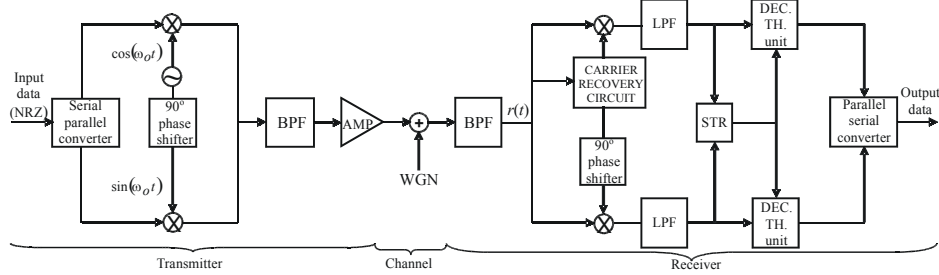 Input
data
(NRZ)
Serial
parallel
converter
cos(ω₀t)
90°
phase
shifter
sin(ω₀t)
BPF
AMP
WGN
BPF
r(t)
CARRIER
RECOVERY
CIRCUIT
90°
phase
shifter
LPF
LPF
STR
DEC.
TH.
unit
DEC.
TH.
unit
Parallel
serial
converter
Output
data
Transmitter
Channel
Receiver